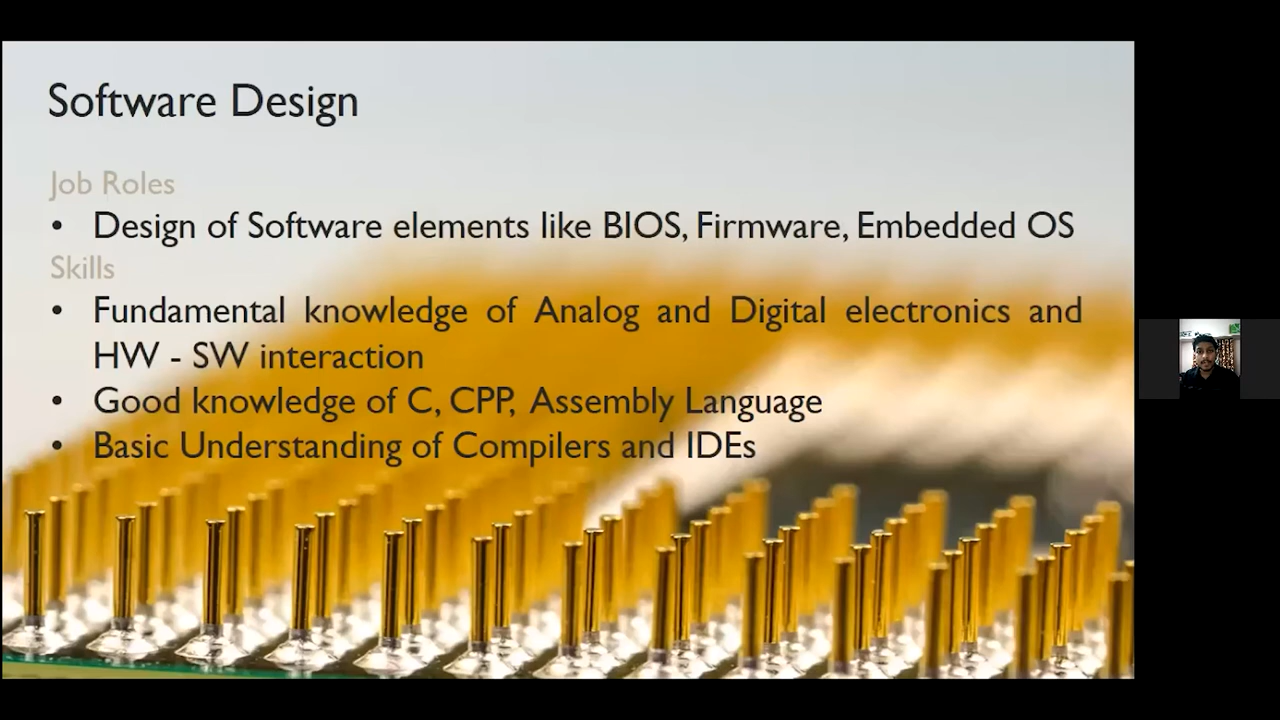 Software Design
Job Roles
• Design of Software elements like BIOS, Firmware, Embedded OS
Skills
• Fundamental knowledge of Analog and Digital electronics and
HW - SW interaction
• Good knowledge of C, CPP, Assembly Language
• Basic Understanding of Compilers and IDEs